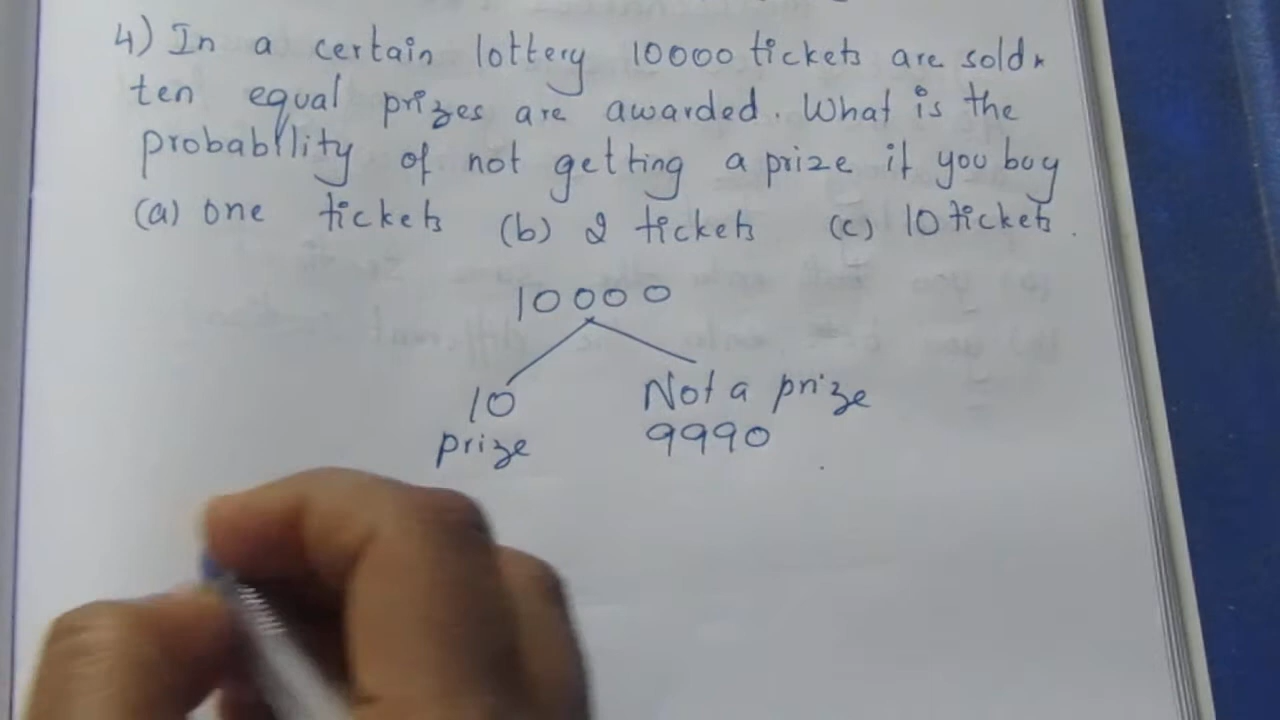 4) In a certain lottery 10000 tickets are sold &
ten equal prizes are awarded. What is the
probability of not getting a prize if you buy
(a) one tickets (b) 2 tickets (c) 10 tickets.
10000
10 Not a prize
prize 9990